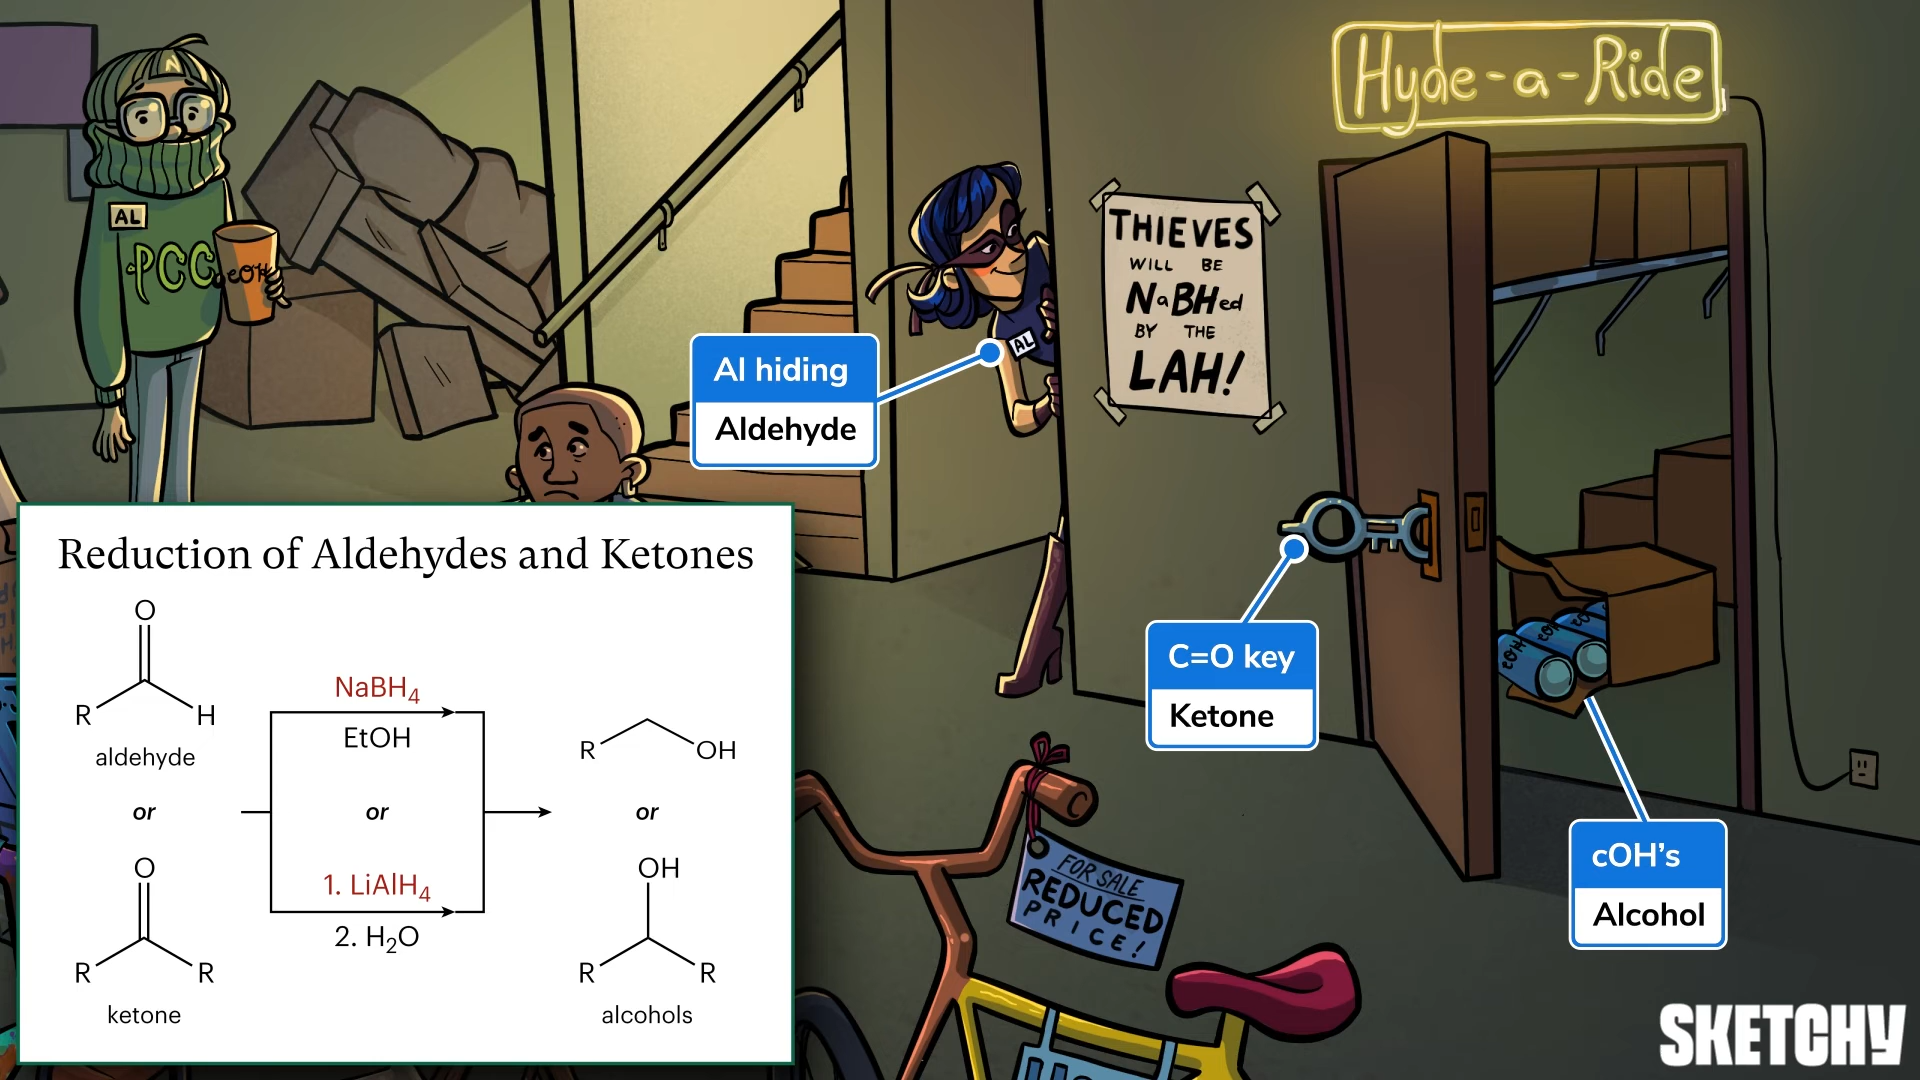 Hyde-a-Ride
AL
PCC
eOH
THIEVES
WILL BE
NaBHed
BY THE
LAH!
AL
Al hiding
Aldehyde
C=O key
Ketone
cOH's
Alcohol
FOR SALE
REDUCED
PRICE!
Reduction of Aldehydes and Ketones
O
R H
aldehyde
or
O
R R
ketone
NaBH4
EtOH
or
1. LiAlH4
2. H2O
R OH
or
OH
R R
alcohols
SKETCHY